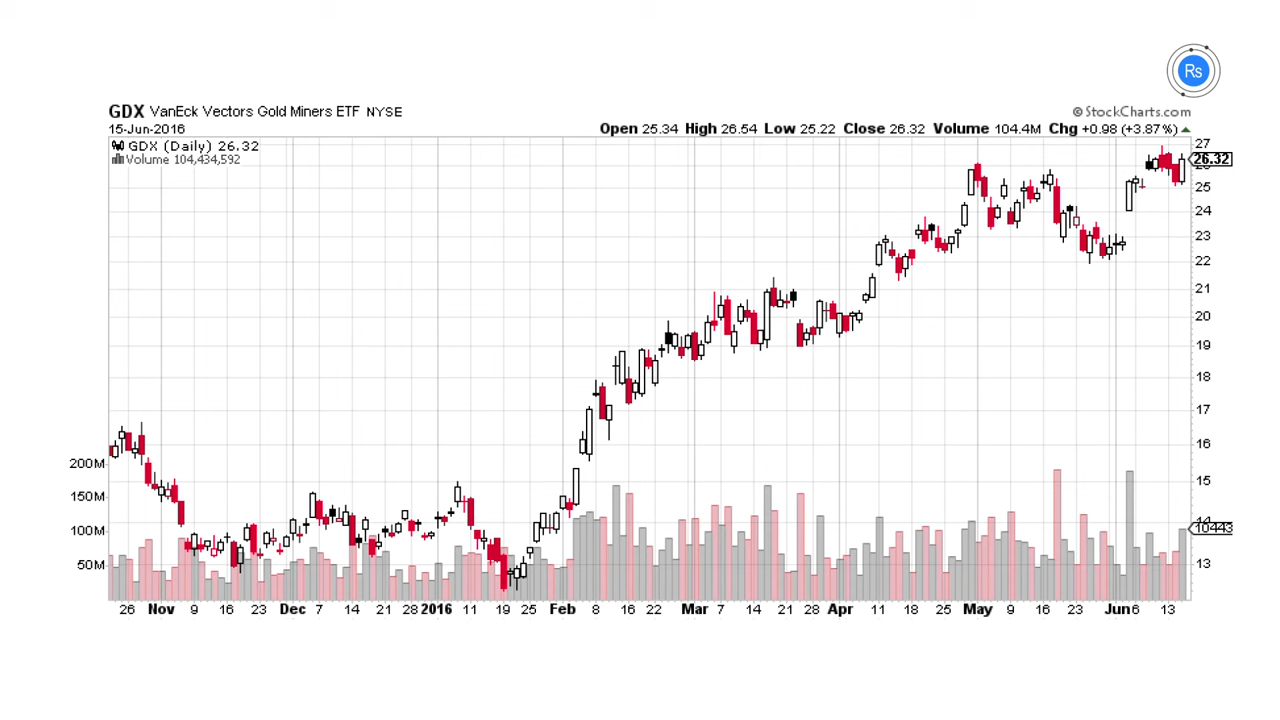 Rs
GDX VanEck Vectors Gold Miners ETF NYSE
© StockCharts.com
15-Jun-2016
Open 25.34 High 26.54 Low 25.22 Close 26.32 Volume 104.4M Chg +0.98 (+3.87%)
GDX (Daily) 26.32
Volume 104,434,592
27
26.32
25
24
23
22
21
20
19
18
17
16
15
14
13
200M
150M
100M
50M
10443
26 Nov 9 16 23 Dec 7 14 21 28 2016 11 19 25 Feb 8 16 22 Mar 7 14 21 28 Apr 11 18 25 May 9 16 23 Jun 6 13